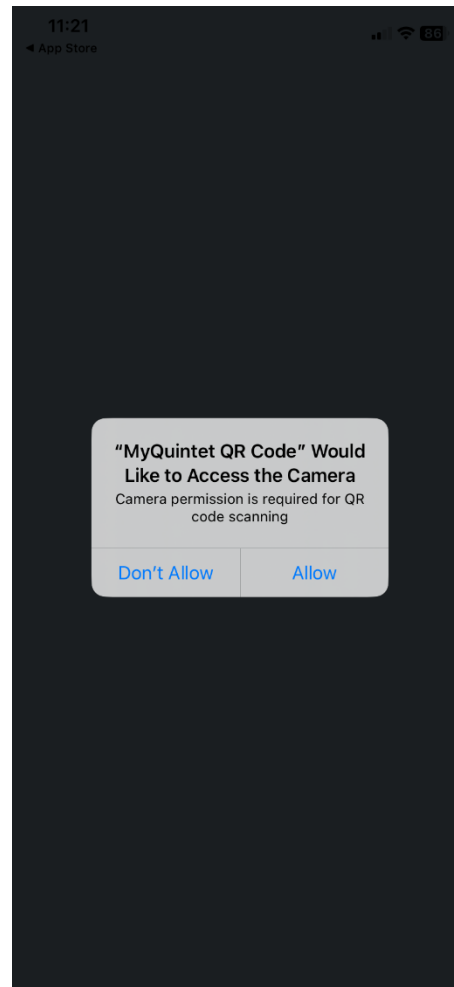 11:21
◀ App Store
86
“MyQuintet QR Code” Would
Like to Access the Camera
Camera permission is required for QR
code scanning
Don’t Allow
Allow